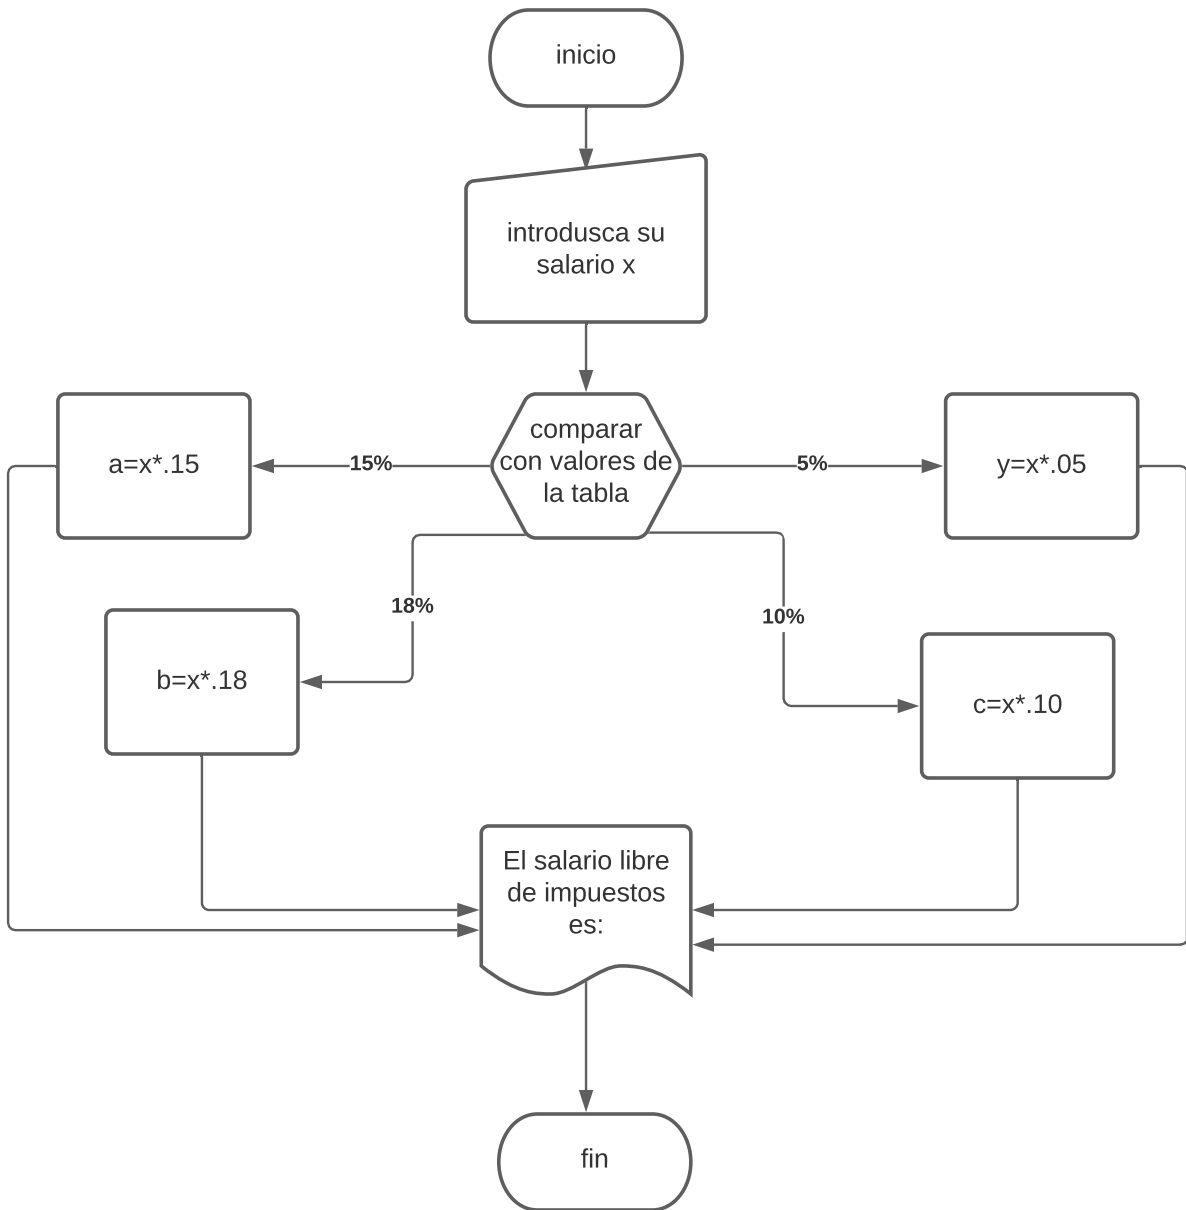 inicio
introdusca su
salario x
comparar
con valores de
la tabla
15%
5%
a=x*.15
y=x*.05
18%
10%
b=x*.18
c=x*.10
El salario libre
de impuestos
es:
fin